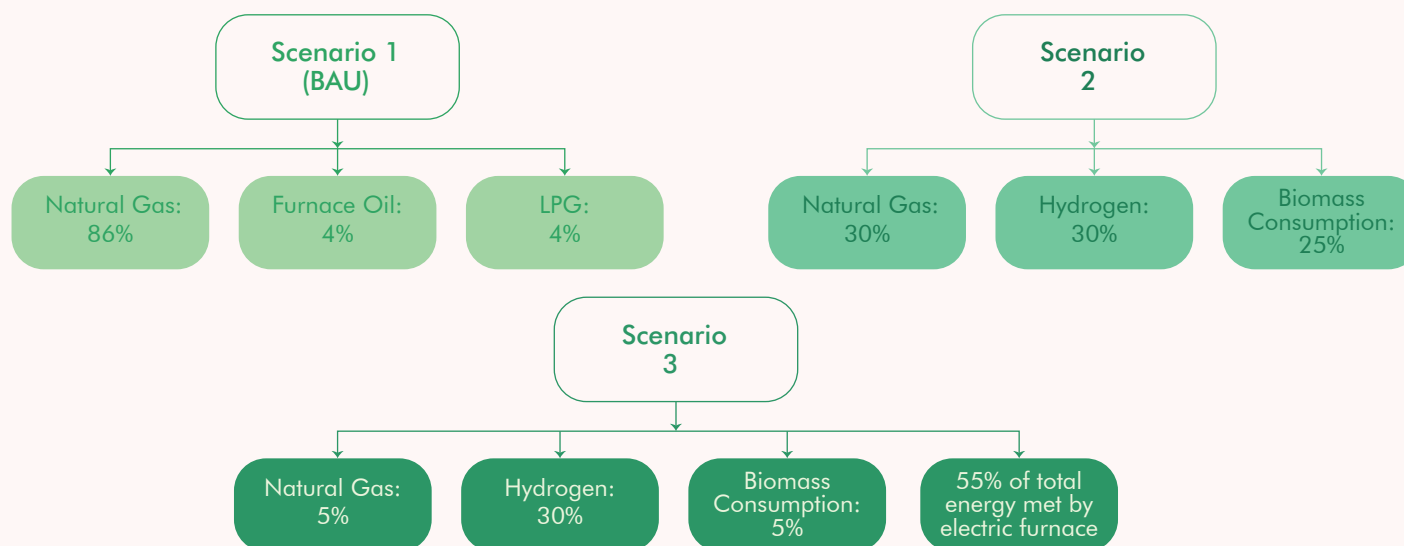 Scenario 1
(BAU)
Natural Gas:
86%
Furnace Oil:
4%
LPG:
4%
Scenario
2
Natural Gas:
30%
Hydrogen:
30%
Biomass
Consumption:
25%
Scenario
3
Natural Gas:
5%
Hydrogen:
30%
Biomass
Consumption:
5%
55% of total
energy met by
electric furnace